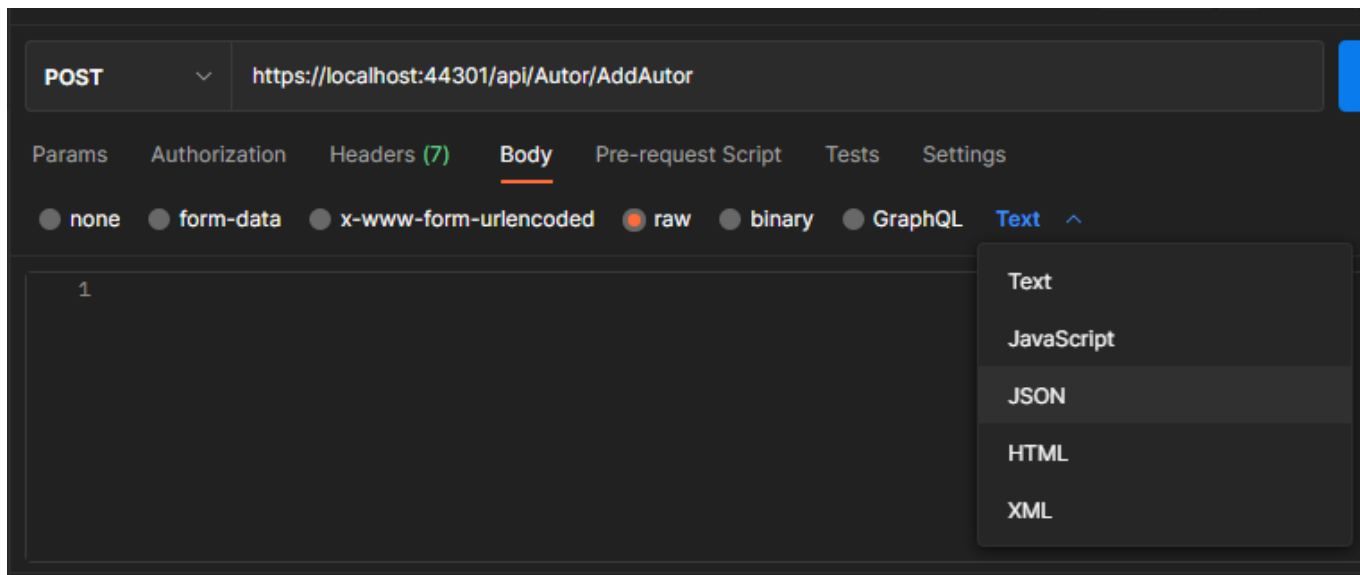 POST https://localhost:44301/api/Autor/AddAutor
Params Authorization Headers (7) Body Pre-request Script Tests Settings
none form-data x-www-form-urlencoded raw binary GraphQL Text
1
Text
JavaScript
JSON
HTML
XML